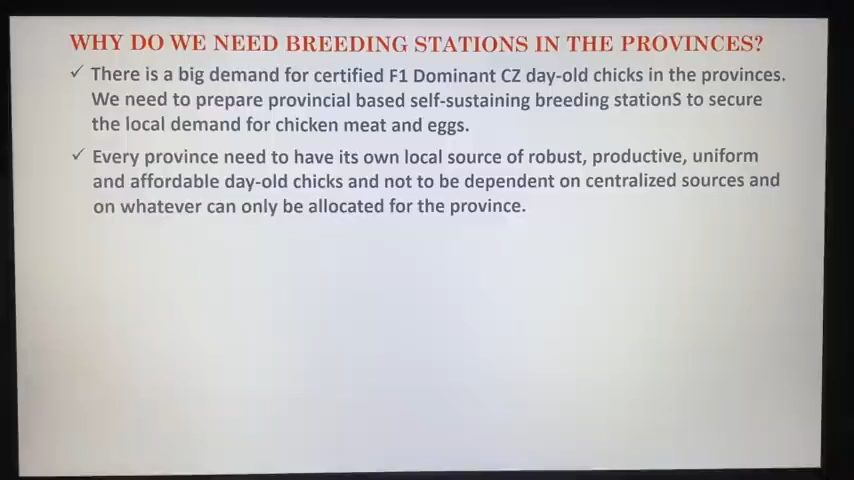 WHY DO WE NEED BREEDING STATIONS IN THE PROVINCES?
✓ There is a big demand for certified F1 Dominant CZ day-old chicks in the provinces.
We need to prepare provincial based self-sustaining breeding stationS to secure
the local demand for chicken meat and eggs.
✓ Every province need to have its own local source of robust, productive, uniform
and affordable day-old chicks and not to be dependent on centralized sources and
on whatever can only be allocated for the province.